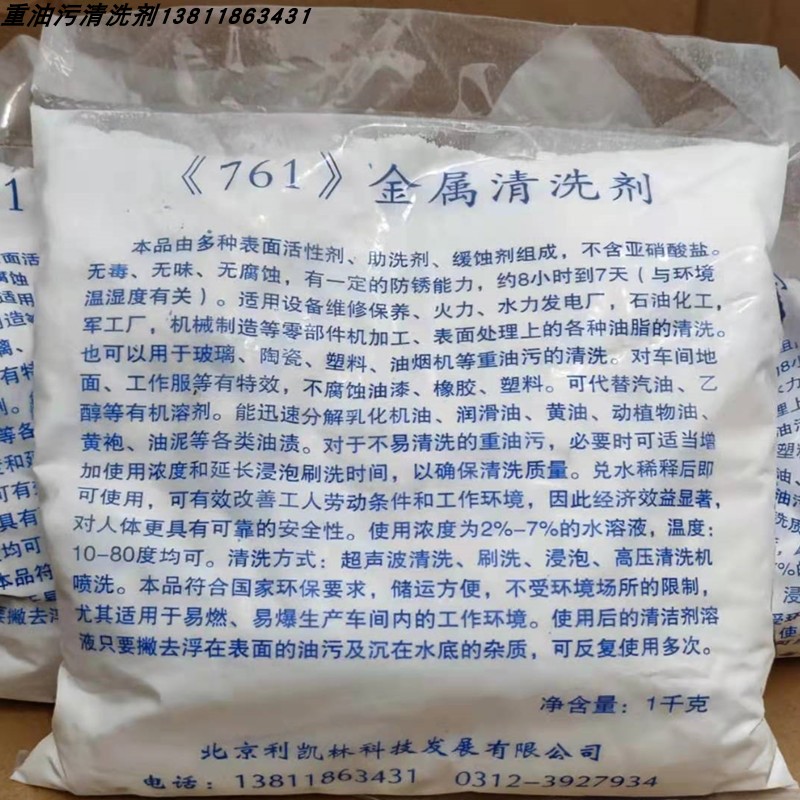 重油污清洗剂13811863431
《761》金属清洗剂
本品由多种表面活性剂、助洗剂、缓蚀剂组成，不含亚硝酸盐。
无毒、无味、无腐蚀，有一定的防锈能力，约8小时到7天（与环境
温湿度有关）。适用设备维修保养、火力、水力发电厂，石油化工，
军工厂，机械制造等零部件机加工、表面处理上的各种油脂的清洗。
也可以用于玻璃、陶瓷、塑料、油烟机等重油污的清洗。对车间地
面、工作服等有特效，不腐蚀油漆、橡胶、塑料。可代替汽油、乙
醇等有机溶剂。能迅速分解乳化机油、润滑油、黄油、动植物油、
黄袍、油泥等各类油渍。对于不易清洗的重油污，必要时可适当增
加使用浓度和延长浸泡刷洗时间，以确保清洗质量。兑水稀释后即
可使用，可有效改善工人劳动条件和工作环境，因此经济效益显著，
对人体更具有可靠的安全性。使用浓度为2%-7%的水溶液，温度：
10-80度均可。清洗方式：超声波清洗、刷洗、浸泡、高压清洗机
喷洗。本品符合国家环保要求，储运方便，不受环境场所的限制，
尤其适用于易燃、易爆生产车间内的工作环境。使用后的清洁剂溶
液只要撇去浮在表面的油污及沉在水底的杂质，可反复使用多次。
净含量：1千克
北京利凯林科技发展有限公司
电话：13811863431 0312-3927934